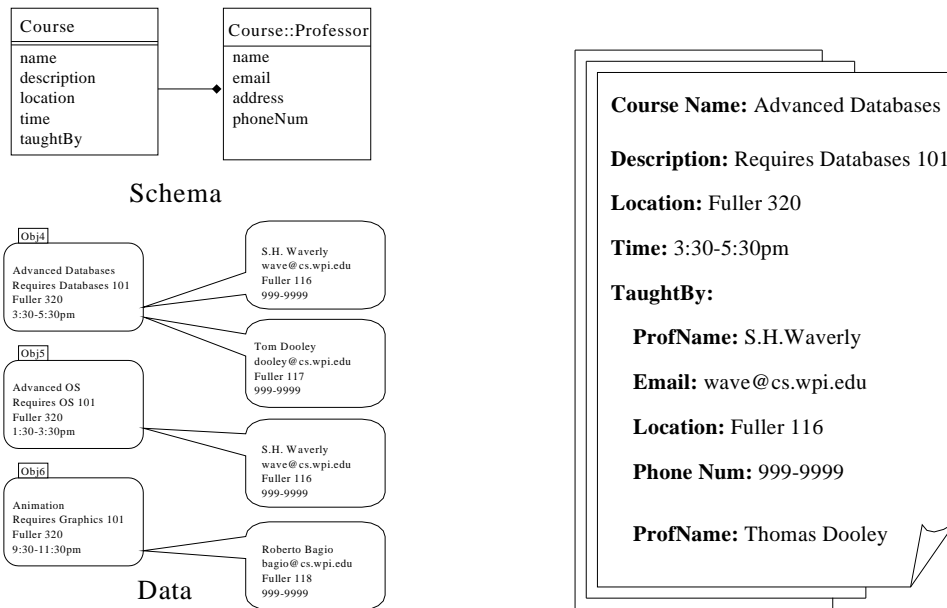 Course
name
description
location
time
taughtBy
Course::Professor
name
email
address
phoneNum
Schema
Obj4
Advanced Databases
Requires Databases 101
Fuller 320
3:30-5:30pm
S.H. Waverly
wave@cs.wpi.edu
Fuller 116
999-9999
Tom Dooley
dooley@cs.wpi.edu
Fuller 117
999-9999
Obj5
Advanced OS
Requires OS 101
Fuller 320
1:30-3:30pm
S.H. Waverly
wave@cs.wpi.edu
Fuller 116
999-9999
Obj6
Animation
Requires Graphics 101
Fuller 320
9:30-11:30pm
Roberto Bagio
bagio@cs.wpi.edu
Fuller 118
999-9999
Data
Course Name: Advanced Databases
Description: Requires Databases 101
Location: Fuller 320
Time: 3:30-5:30pm
TaughtBy:
ProfName: S.H.Waverly
Email: wave@cs.wpi.edu
Location: Fuller 116
Phone Num: 999-9999
ProfName: Thomas Dooley